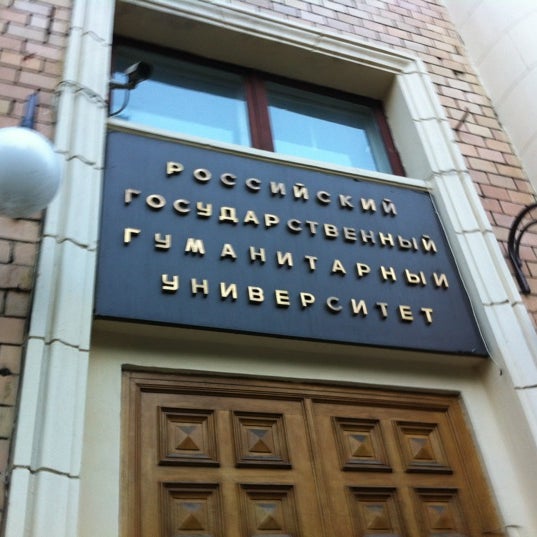 РОССИЙСКИЙ
ГОСУДАРСТВЕННЫЙ
ГУМАНИТАРНЫЙ
УНИВЕРСИТЕТ